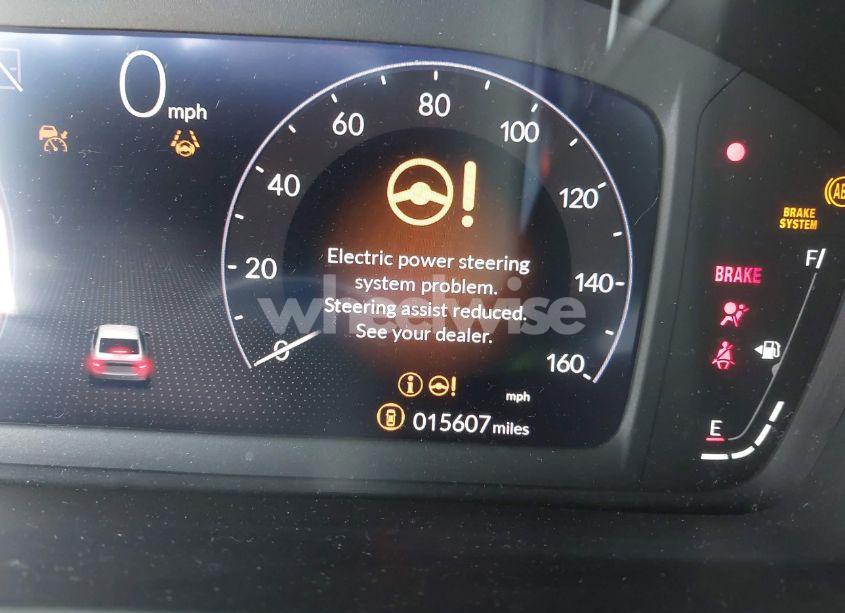 0 mph
80
60
100
40
120
Electric power steering
system problem.
20
140
Steering assist reduced.
See your dealer.
0
160
mph
015607 miles
wheelwise
BRAKE
SYSTEM
F
BRAKE
E